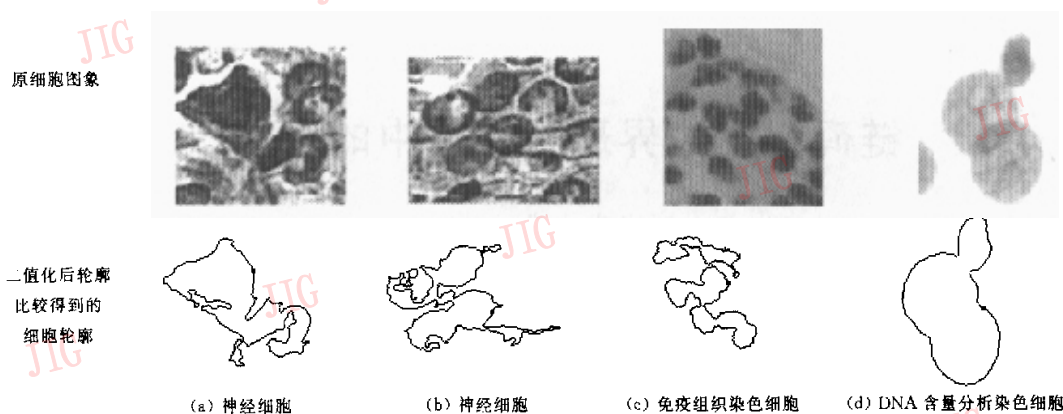 JIG
原细胞图象
JIG
JIG
JIG
二值化后轮廓
比较得到的
细胞轮廓
JIG
JIG
(a) 神经细胞
(b) 神经细胞
(c) 免疫组织染色细胞
(d) DNA 含量分析染色细胞